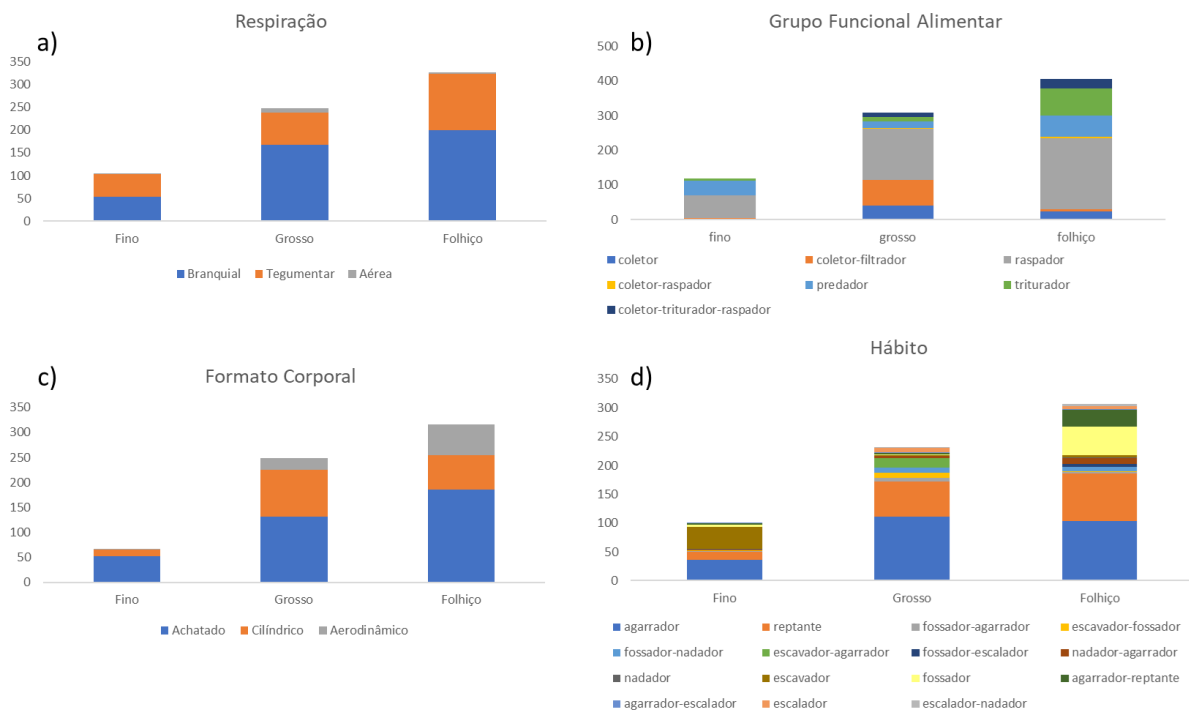 Respiração
a)
350
300
250
200
150
100
50
0
Fino Grosso Folhiço
Branquial Tegumentar Aérea
Grupo Funcional Alimentar
b)
500
400
300
200
100
0
fino grosso folhiço
coletor coletor-filtrador raspador
coletor-raspador predador triturador
coletor-triturador-raspador
Formato Corporal
c)
350
300
250
200
150
100
50
0
Fino Grosso Folhiço
Achatado Cilíndrico Aerodinâmico
Hábito
d)
350
300
250
200
150
100
50
0
Fino Grosso Folhiço
agarrador reptante fossador-agarrador escavador-fossador
fossador-nadador escavador-agarrador fossador-escalador nadador-agarrador
nadador escavador fossador agarrador-reptante
agarrador-escalador escalador escalador-nadador